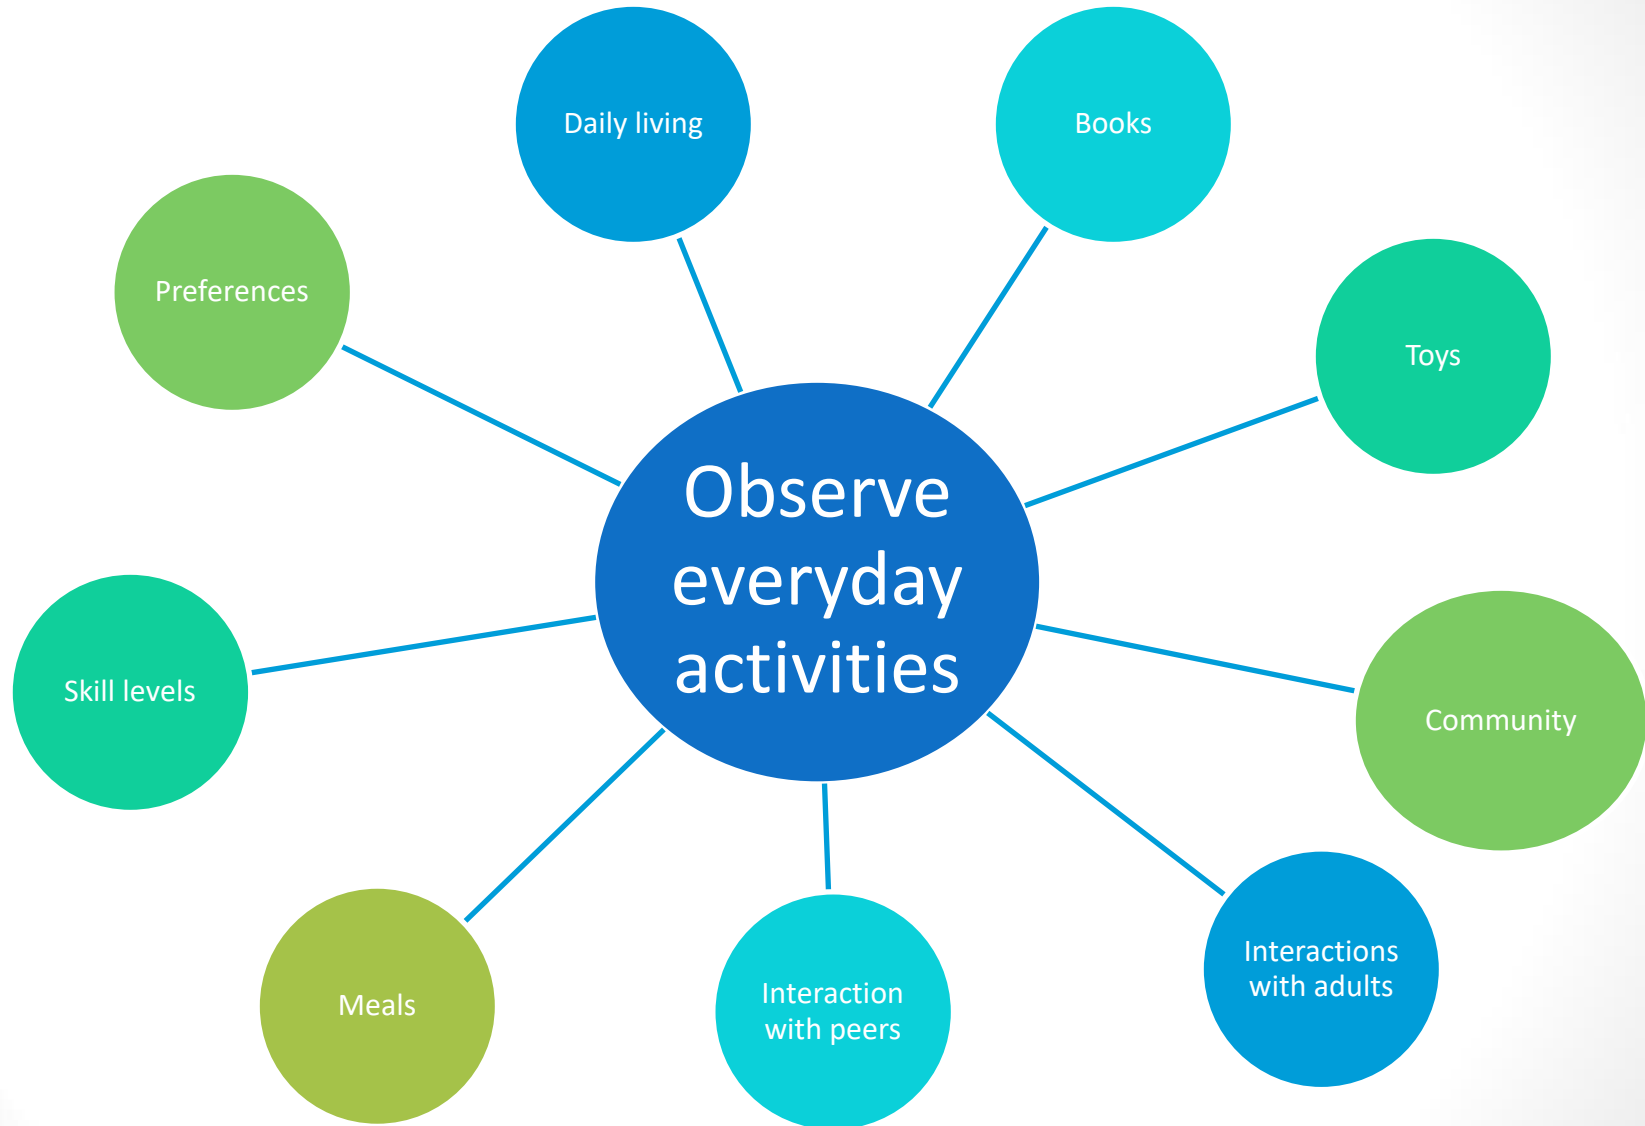 Daily living
Books
Preferences
Toys
Observe
everyday
activities
Skill levels
Community
Interactions
with adults
Meals
Interaction
with peers